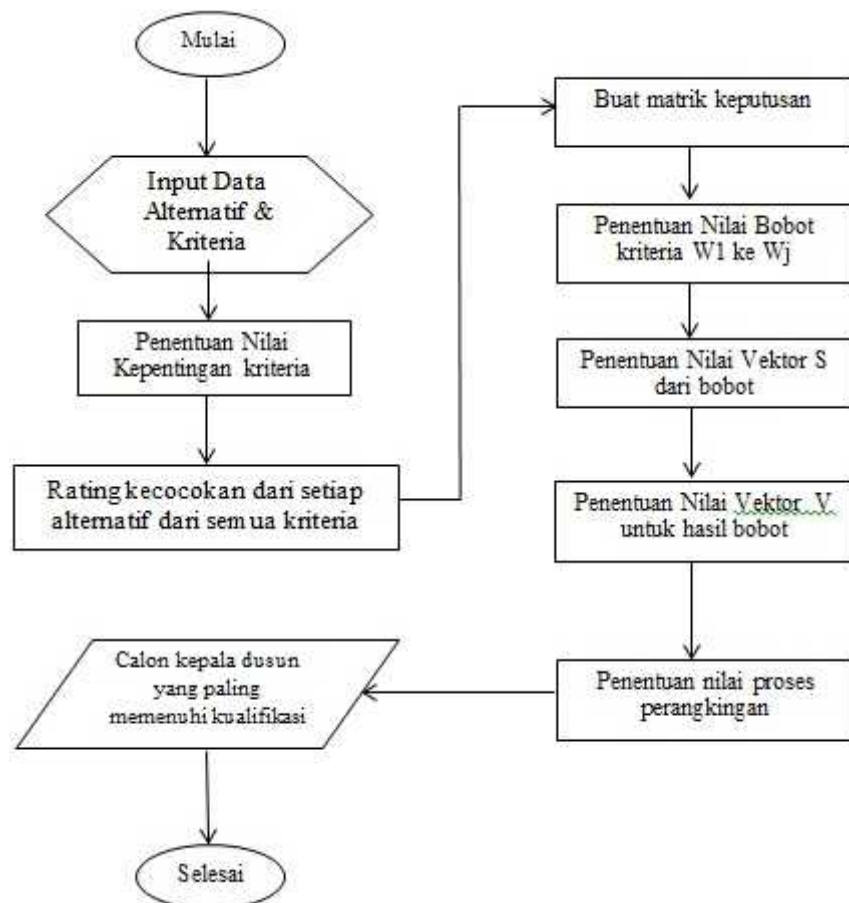 Mulai
Input Data
Alternatif &
Kriteria
Penentuan Nilai
Kepentingan kriteria
Rating kecocokan dari setiap
alternatif dari semua kriteria
Buat matrik keputusan
Penentuan Nilai Bobot
kriteria W1 ke Wj
Penentuan Nilai Vektor S
dari bobot
Penentuan Nilai Vektor V
untuk hasil bobot
Penentuan nilai proses
perangkingan
Calon kepala dusun
yang paling
memenuhi kualifikasi
Selesai